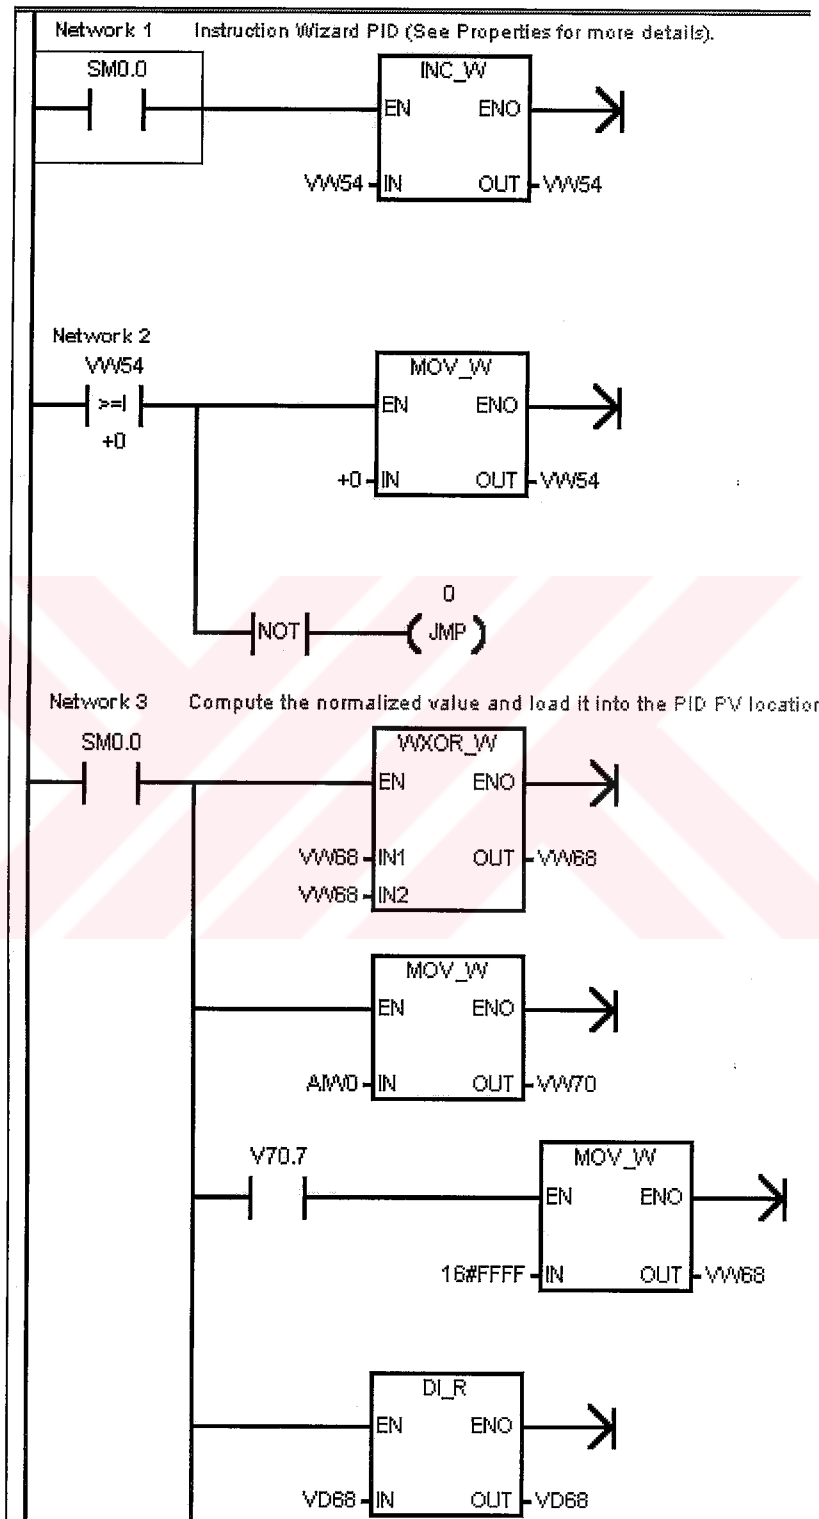 Network 1 Instruction Wizard PID (See Properties for more details).
SM0.0 INC_W
EN ENO
VW54 IN OUT VW54
Network 2
VW54 MOV_W
>=I EN ENO
+0
+0 IN OUT VW54
0
NOT JMP
Network 3 Compute the normalized value and load it into the PID PV location
SM0.0 WXOR_W
EN ENO
VW68 IN1 OUT VW68
VW68 IN2
MOV_W
EN ENO
AIW0 IN OUT VW70
V70.7 MOV_W
EN ENO
16#FFFF IN OUT VW68
DI_R
EN ENO
VD68 IN OUT VD68